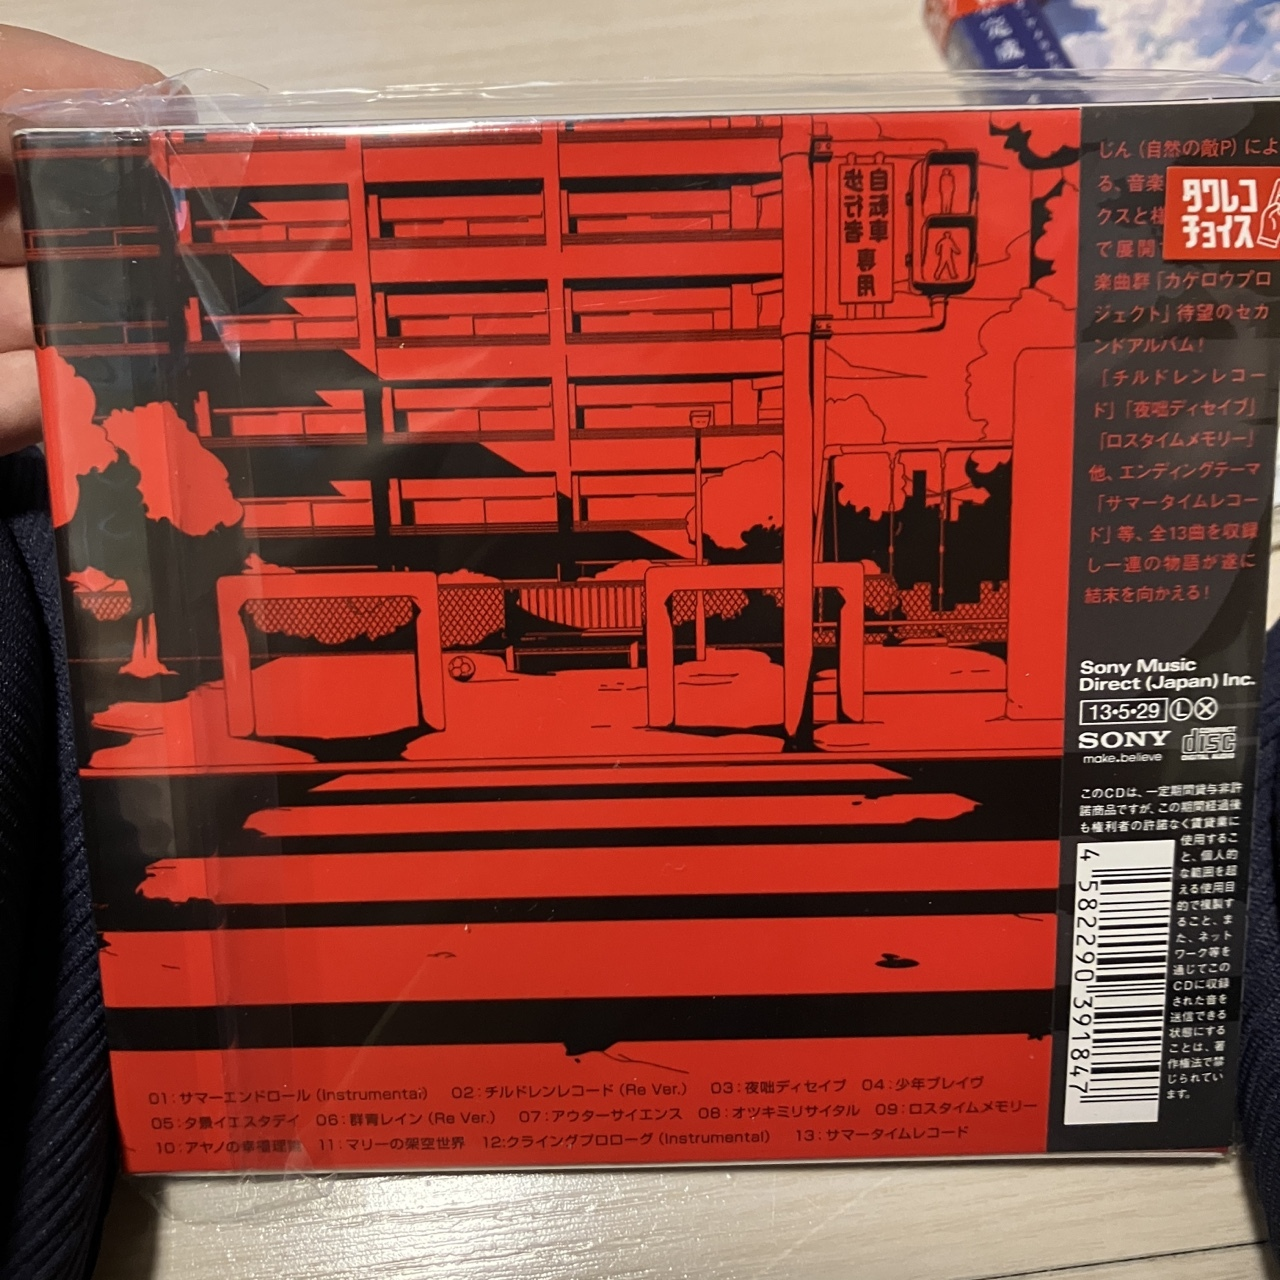 完成
じん（自然の敵P）によ
る、音楽
クスと
で展開
楽曲群「カゲロウプロ
ジェクト」待望のセカ
ンドアルバム！
「チルドレンレコー
ド」「夜咄ディセイブ」
「ロスタイムメモリー」
他、エンディングテーマ
「サマータイムレコー
ド」等、全13曲を収録
し一連の物語が遂に
結末を向かえる！
タワレコ
チョイス
自転車
歩行者
専用
Sony Music
Direct (Japan) Inc.
13•5•29 Ⓛ Ⓧ
SONY
make.believe
disc
DIGITAL AUDIO
このCDは、一定期間貸与非許
諾商品ですが、この期間経過後
も権利者の許諾なく賃貸業に
使用するこ
と、個人的
な範囲を超
える使用目
的で複製す
ること、ま
た、ネット
ワーク等を
通じてこの
CDに収録
された音を
送信できる
状態にする
ことは、著
作権法で禁
じられてい
ます。
4 582290 391847
01：サマーエンドロール（Instrumental） 02：チルドレンレコード（Re Ver.） 03：夜咄ディセイブ 04：少年ブレイヴ
05：夕景イエスタデイ 06：群青レイン（Re Ver.） 07：アウターサイエンス 08：オツキミリサイタル 09：ロスタイムメモリー
10：アヤノの幸福理論 11：マリーの架空世界 12:クライングプロローグ（Instrumental） 13：サマータイムレコード